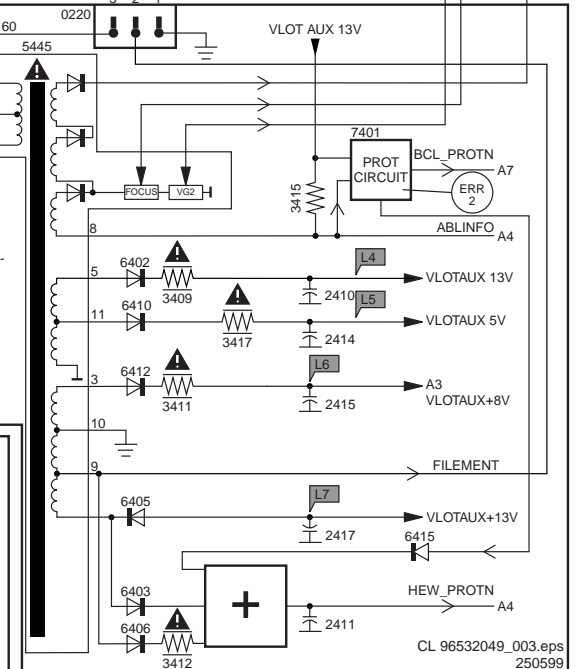 0220
60
5445
VLOT AUX 13V
7401
PROT
CIRCUIT
BCL_PROTN
A7
ERR
2
3415
FOCUS
VG2
8
ABLINFO
A4
5
6402
3409
L4
2410
VLOTAUX 13V
11
6410
3417
L5
2414
VLOTAUX 5V
3
6412
3411
L6
2415
A3
VLOTAUX+8V
10
9
FILEMENT
6405
L7
2417
VLOTAUX+13V
6415
6403
+
2411
HEW_PROTN
A4
6406
3412
CL 96532049_003.eps
250599